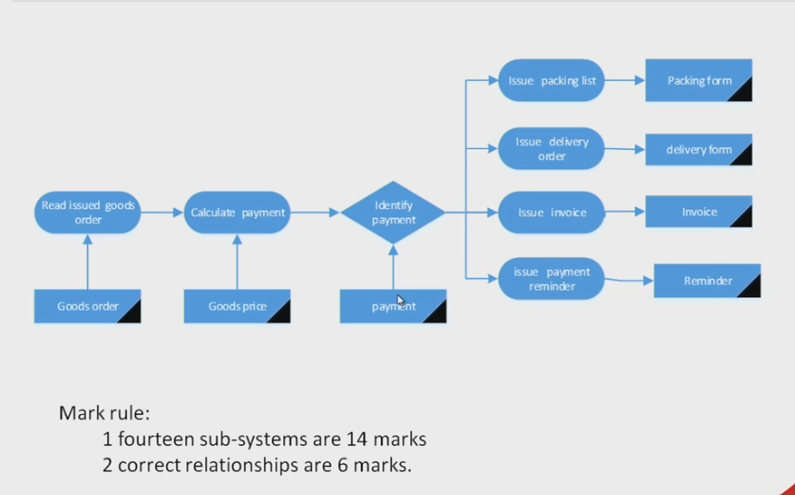 Issue packing list
Packing form
Issue delivery
order
delivery form
Read issued goods
order
Calculate payment
Identify
payment
Issue invoice
Invoice
issue payment
reminder
Reminder
Goods order
Goods price
payment
Mark rule:
1 fourteen sub-systems are 14 marks
2 correct relationships are 6 marks.